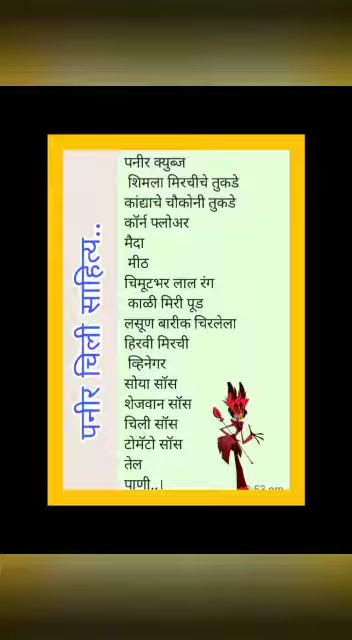 पनीर चिली साहित्य..
पनीर क्युब्ज
शिमला मिरचीचे तुकडे
कांद्याचे चौकोनी तुकडे
कॉर्न फ्लोअर
मैदा
मीठ
चिमूटभर लाल रंग
काळी मिरी पूड
लसूण बारीक चिरलेला
हिरवी मिरची
व्हिनेगर
सोया सॉस
शेजवान सॉस
चिली सॉस
टोमॅटो सॉस
तेल
पाणी..।